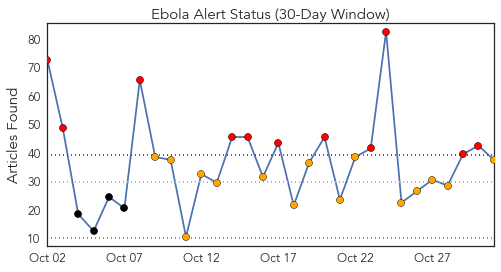 Ebola Alert Status (30-Day Window)
Articles Found
80
70
60
50
40
30
20
10
Oct 02 Oct 07 Oct 12 Oct 17 Oct 22 Oct 27